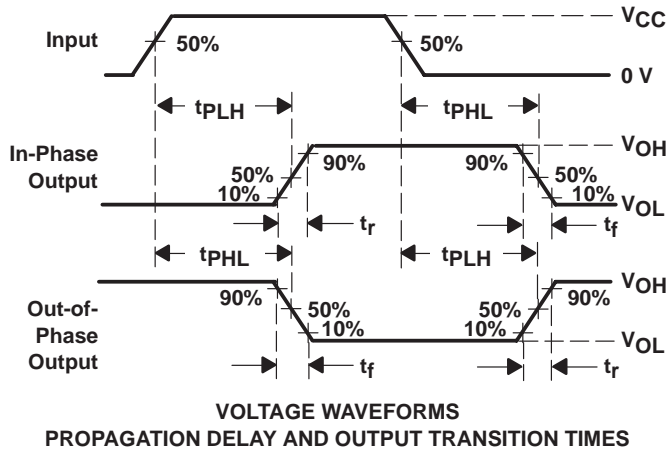 Input
50%
50%
VCC
0 V
tPLH
tPHL
In-Phase
Output
50%
10%
90%
90%
50%
10%
VOH
VOL
tr
tf
tPHL
tPLH
Out-of-
Phase
Output
90%
50%
10%
50%
10%
90%
VOH
VOL
tf
tr
VOLTAGE WAVEFORMS
PROPAGATION DELAY AND OUTPUT TRANSITION TIMES